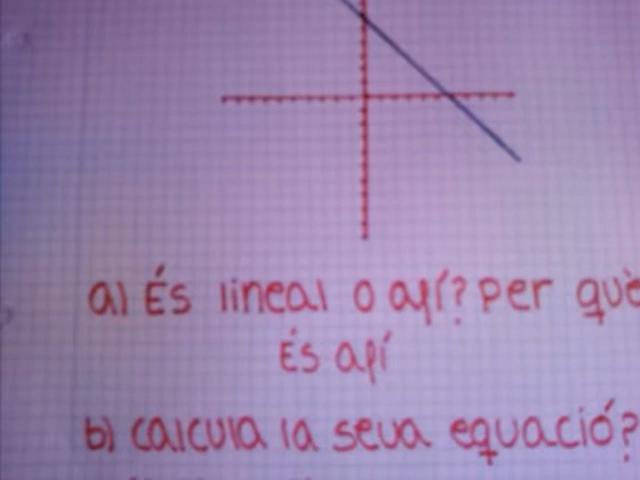 a) És lineal o afí? Per què
És afí
b) calcula la seva equació?